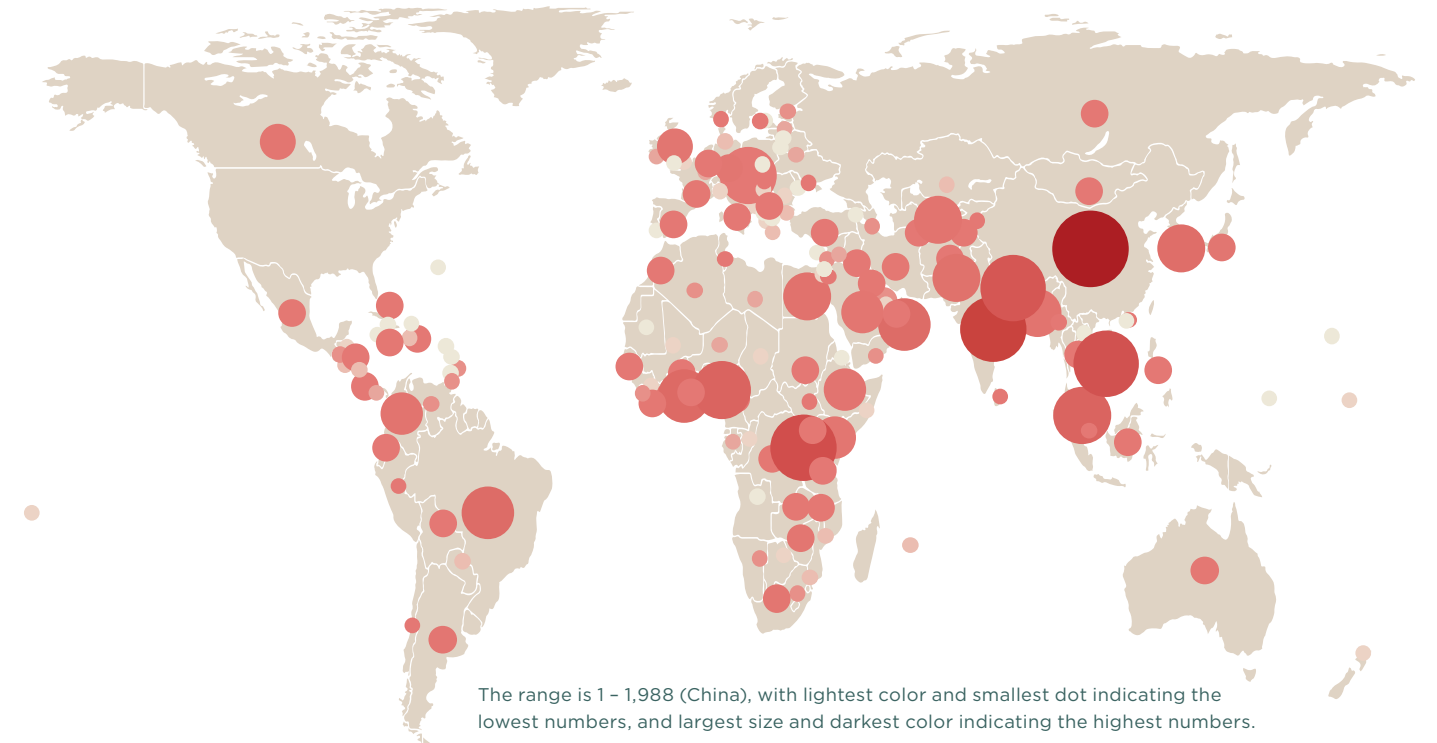 The range is 1 – 1,988 (China), with lightest color and smallest dot indicating the
lowest numbers, and largest size and darkest color indicating the highest numbers.